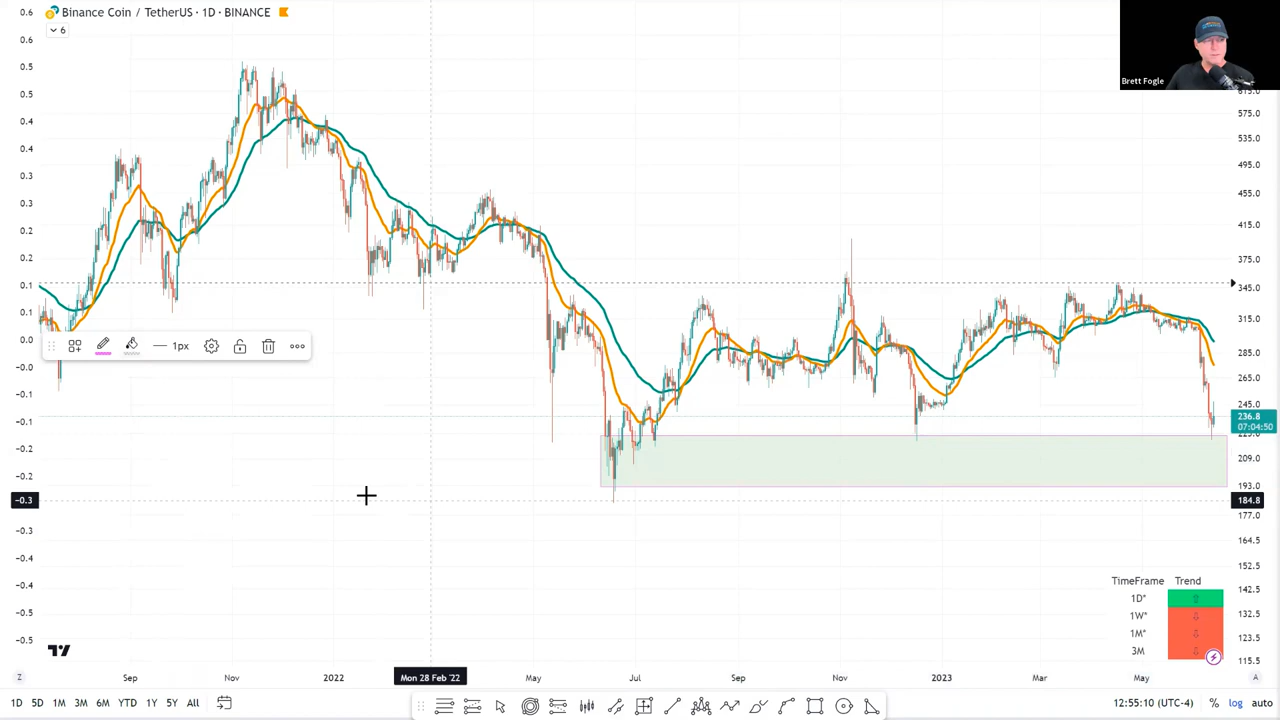 Binance Coin / TetherUS · 1D · BINANCE
6
Brett Fogle
0.6
0.6
0.5
0.5
0.4
0.4
0.3
0.3
0.2
0.2
0.1
0.1
0.0
-0.0
-0.1
-0.1
-0.2
-0.2
-0.3
-0.3
-0.3
-0.4
-0.4
-0.5
-0.5
615.0
575.0
535.0
495.0
455.0
415.0
375.0
345.0
315.0
285.0
265.0
245.0
236.8
07:04:50
209.0
193.0
184.8
177.0
164.5
152.5
142.5
132.5
123.5
115.5
1px
TimeFrame Trend
1D*
1W*
1M*
3M
Z
Sep
Nov
2022
Mon 28 Feb '22
May
Jul
Sep
Nov
2023
Mar
May
A
1D 5D 1M 3M 6M YTD 1Y 5Y All
12:55:10 (UTC-4) % log auto